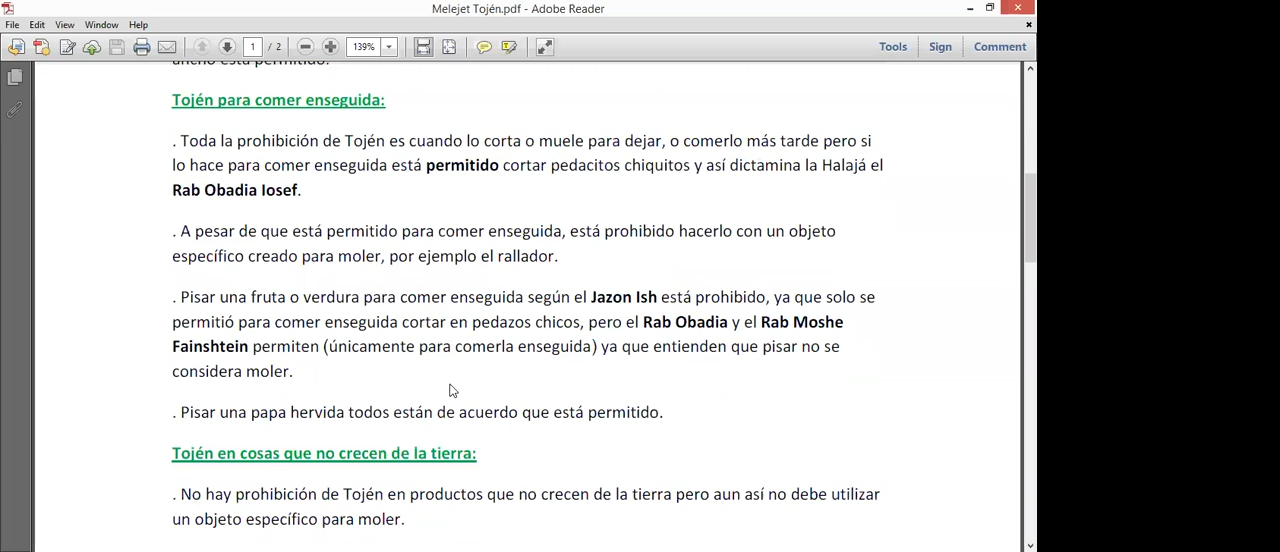 Melejet Tojén.pdf - Adobe Reader
File Edit View Window Help
1 / 2 139% Tools Sign Comment
ancho está permitido.
Tojén para comer enseguida:
. Toda la prohibición de Tojén es cuando lo corta o muele para dejar, o comerlo más tarde pero si
lo hace para comer enseguida está permitido cortar pedacitos chiquitos y así dictamina la Halajá el
Rab Obadia Iosef.
. A pesar de que está permitido para comer enseguida, está prohibido hacerlo con un objeto
específico creado para moler, por ejemplo el rallador.
. Pisar una fruta o verdura para comer enseguida según el Jazon Ish está prohibido, ya que solo se
permitió para comer enseguida cortar en pedazos chicos, pero el Rab Obadia y el Rab Moshe
Fainshtein permiten (únicamente para comerla enseguida) ya que entienden que pisar no se
considera moler.
. Pisar una papa hervida todos están de acuerdo que está permitido.
Tojén en cosas que no crecen de la tierra:
. No hay prohibición de Tojén en productos que no crecen de la tierra pero aun así no debe utilizar
un objeto específico para moler.